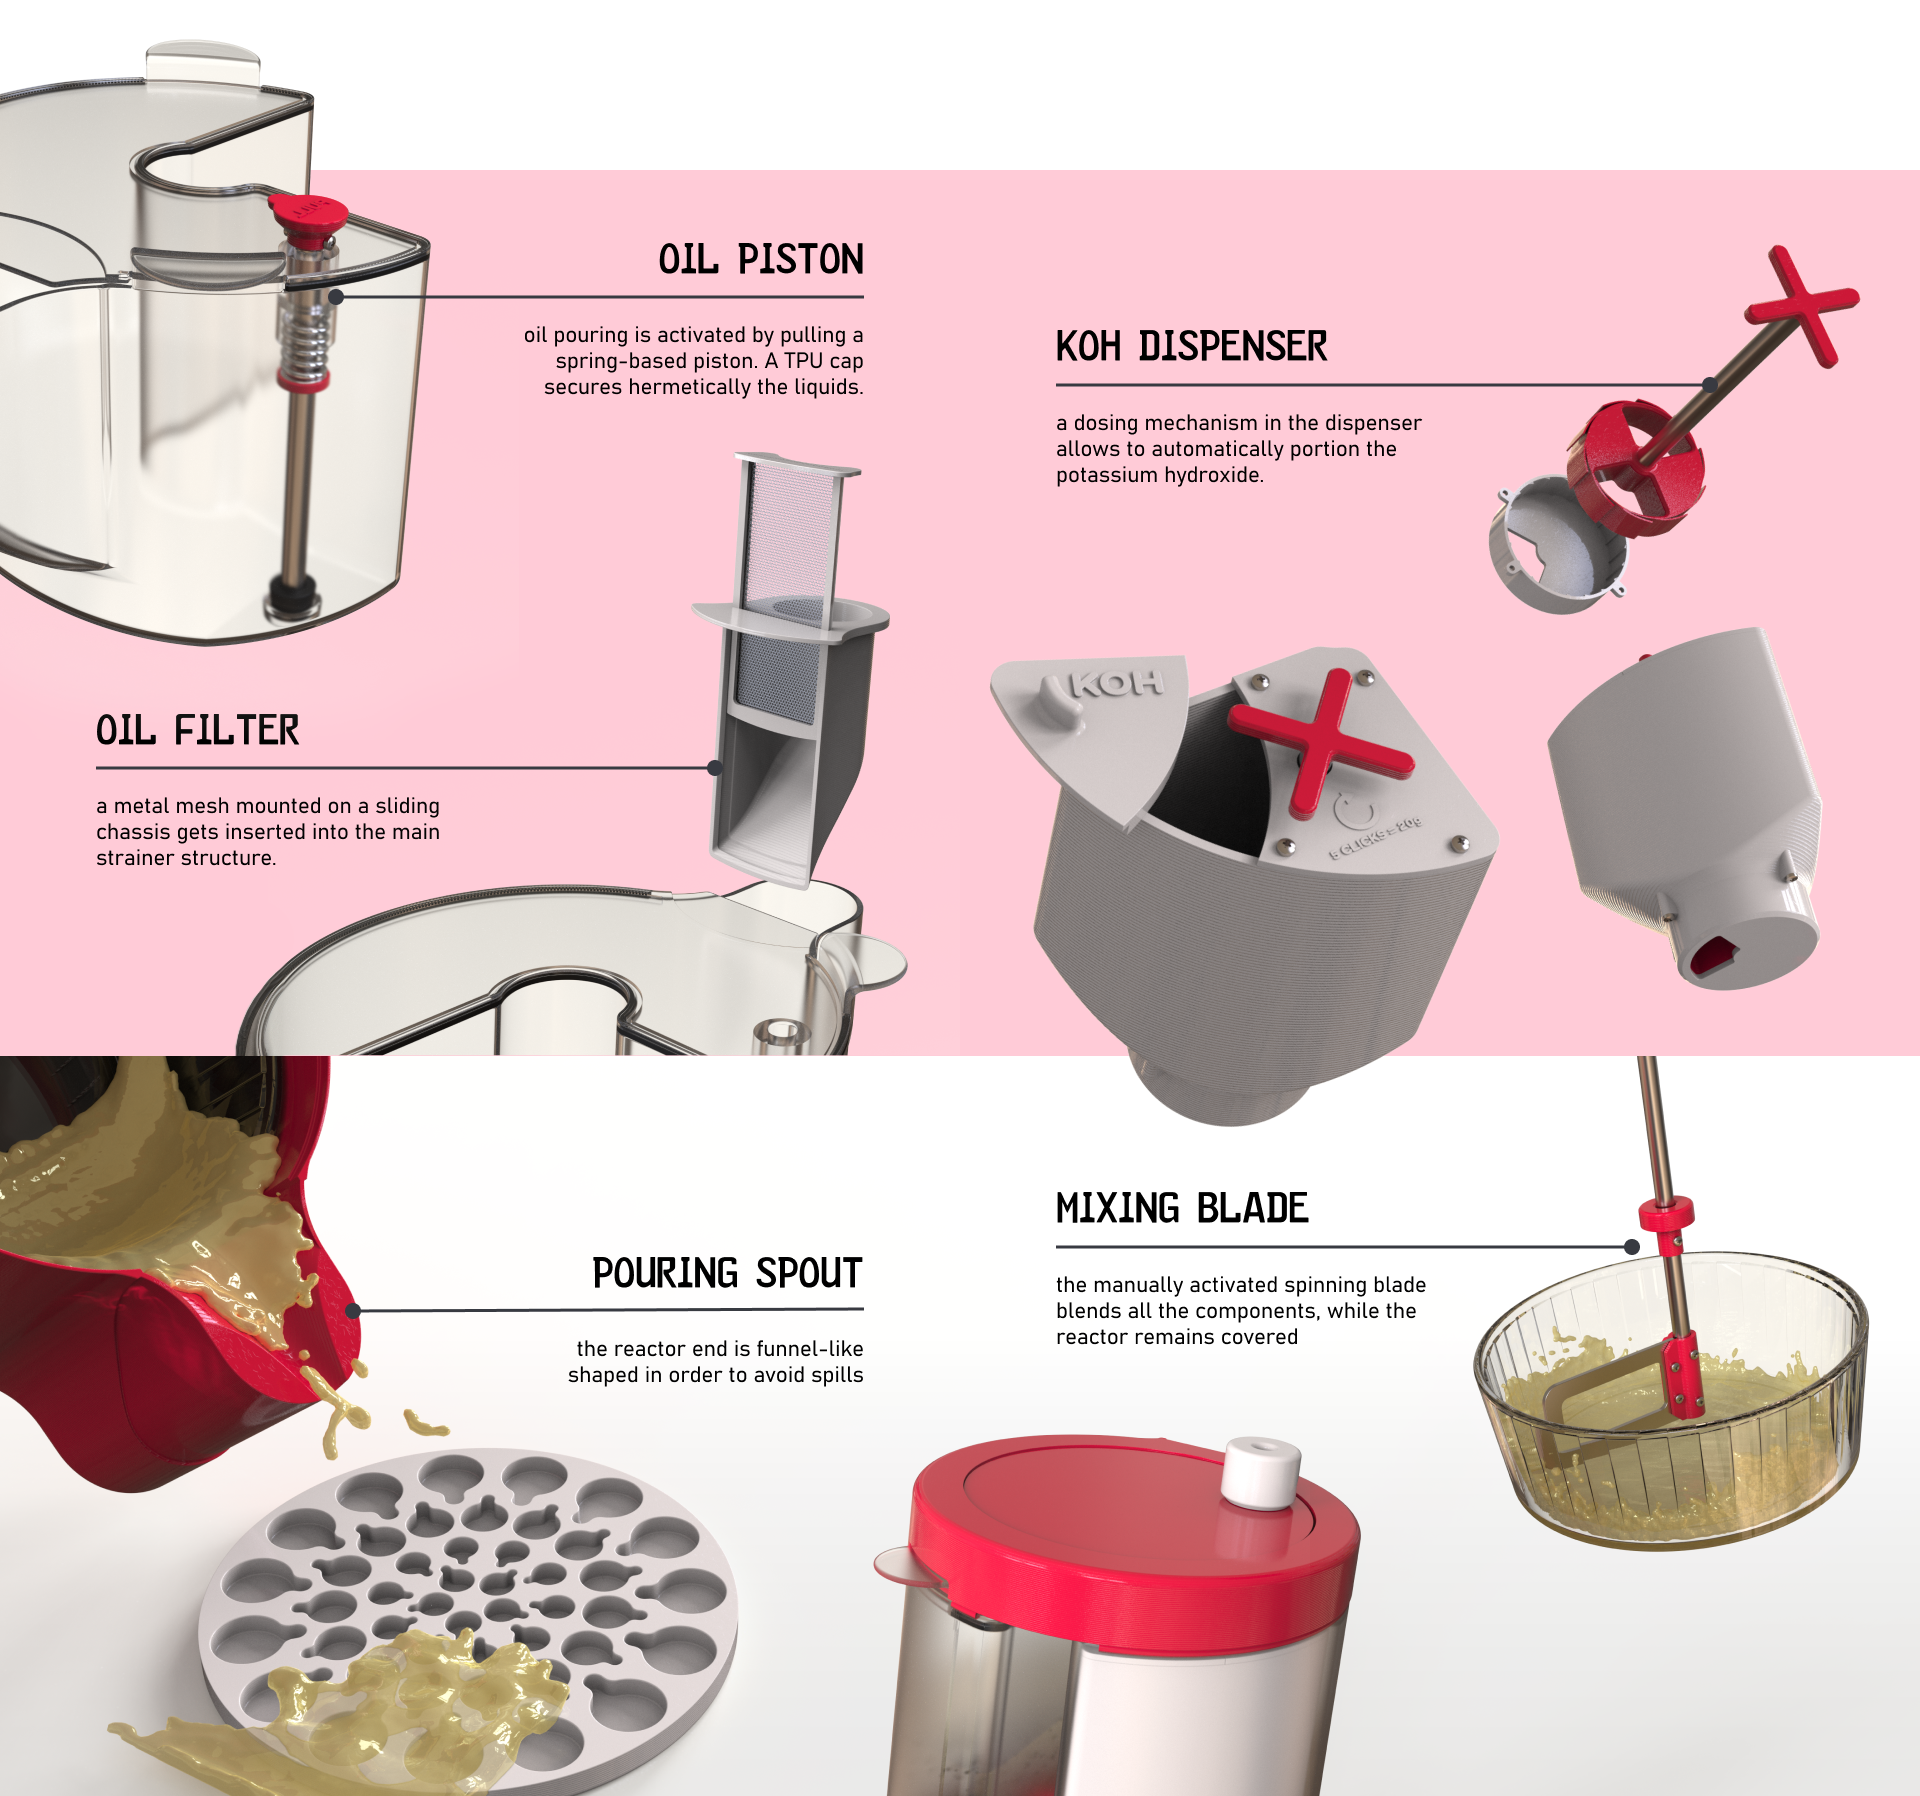 OIL PISTON
oil pouring is activated by pulling a
spring-based piston. A TPU cap
secures hermetically the liquids.
KOH DISPENSER
a dosing mechanism in the dispenser
allows to automatically portion the
potassium hydroxide.
KOH
5 CLICKS = 20g
OIL FILTER
a metal mesh mounted on a sliding
chassis gets inserted into the main
strainer structure.
MIXING BLADE
the manually activated spinning blade
blends all the components, while the
reactor remains covered
POURING SPOUT
the reactor end is funnel-like
shaped in order to avoid spills